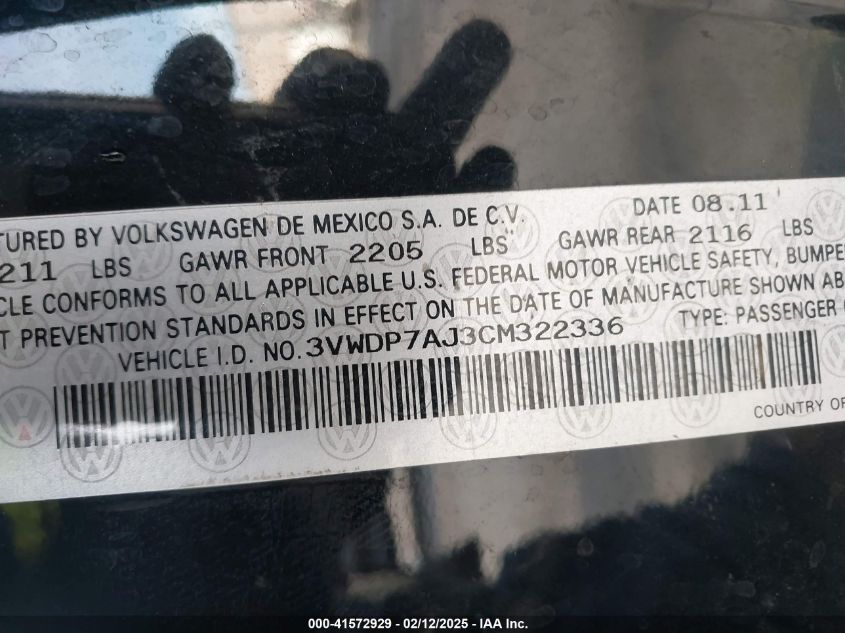 TURED BY VOLKSWAGEN DE MEXICO S.A. DE C.V. DATE 08.11
211 LBS GAWR FRONT 2205 LBS GAWR REAR 2116 LBS
CLE CONFORMS TO ALL APPLICABLE U.S. FEDERAL MOTOR VEHICLE SAFETY, BUMPE
T PREVENTION STANDARDS IN EFFECT ON THE DATE OF MANUFACTURE SHOWN AB
VEHICLE I.D. NO. 3VWDP7AJ3CM322336 TYPE: PASSENGER
COUNTRY OF
000-41572929 - 02/12/2025 - IAA Inc.